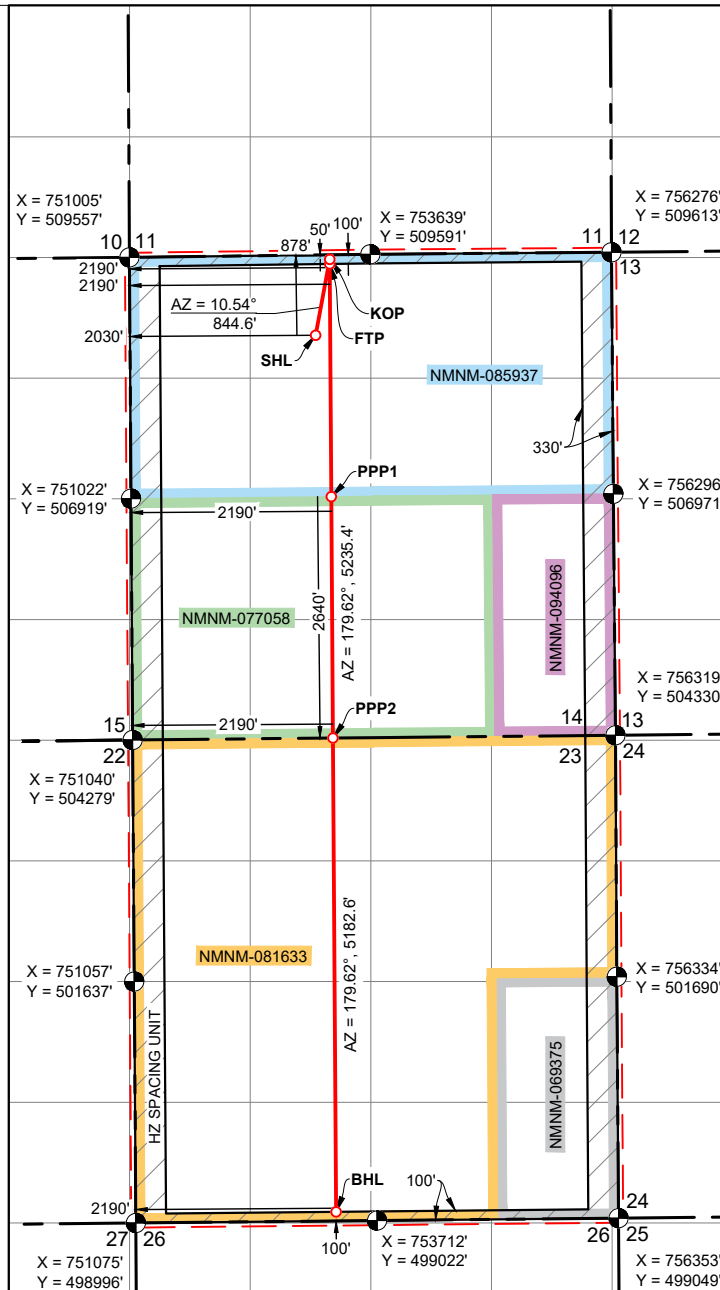 X = 751005'
Y = 509557'
X = 756276'
Y = 509613'
X = 753639'
Y = 509591'
50'
100'
10
11
11
12
13
878'
2190'
2190'
AZ = 10.54°
844.6'
KOP
FTP
2030'
SHL
NMNM-085937
330'
PPP1
X = 751022'
Y = 506919'
X = 756296'
Y = 506971'
2190'
2640'
AZ = 179.62°, 5235.4'
NMNM-077058
NMNM-094096
X = 756319'
Y = 504330'
2190'
PPP2
15
22
14
13
23
24
X = 751040'
Y = 504279'
NMNM-081633
AZ = 179.62°, 5182.6'
X = 751057'
Y = 501637'
X = 756334'
Y = 501690'
HZ SPACING UNIT
NMNM-069375
BHL
100'
2190'
100'
27
26
24
26
25
X = 753712'
Y = 499022'
X = 751075'
Y = 498996'
X = 756353'
Y = 499049'